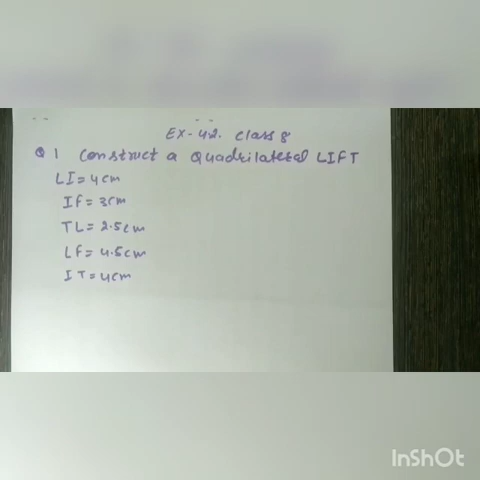 EX-4.2. Class 8
Q 1 Construct a Quadrilateral LIFT
LI = 4cm
IF = 3cm
TL = 2.5cm
LF = 4.5cm
IT = 4cm
InShOt